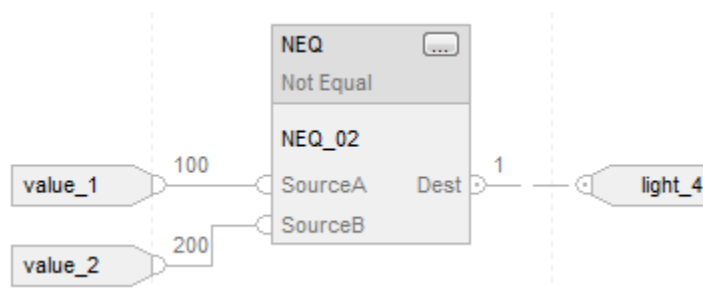 NEQ ...
Not Equal
NEQ_02
100
value_1
SourceA Dest
1
light_4
SourceB
200
value_2